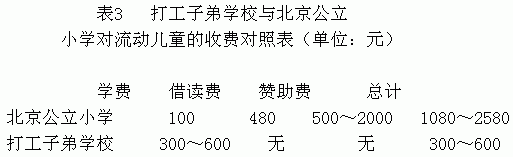 表3 打工子弟学校与北京公立
小学对流动儿童的收费对照表（单位：元）
学费 借读费 赞助费 总计
北京公立小学 100 480 500～2000 1080～2580
打工子弟学校 300～600 无 无 300～600